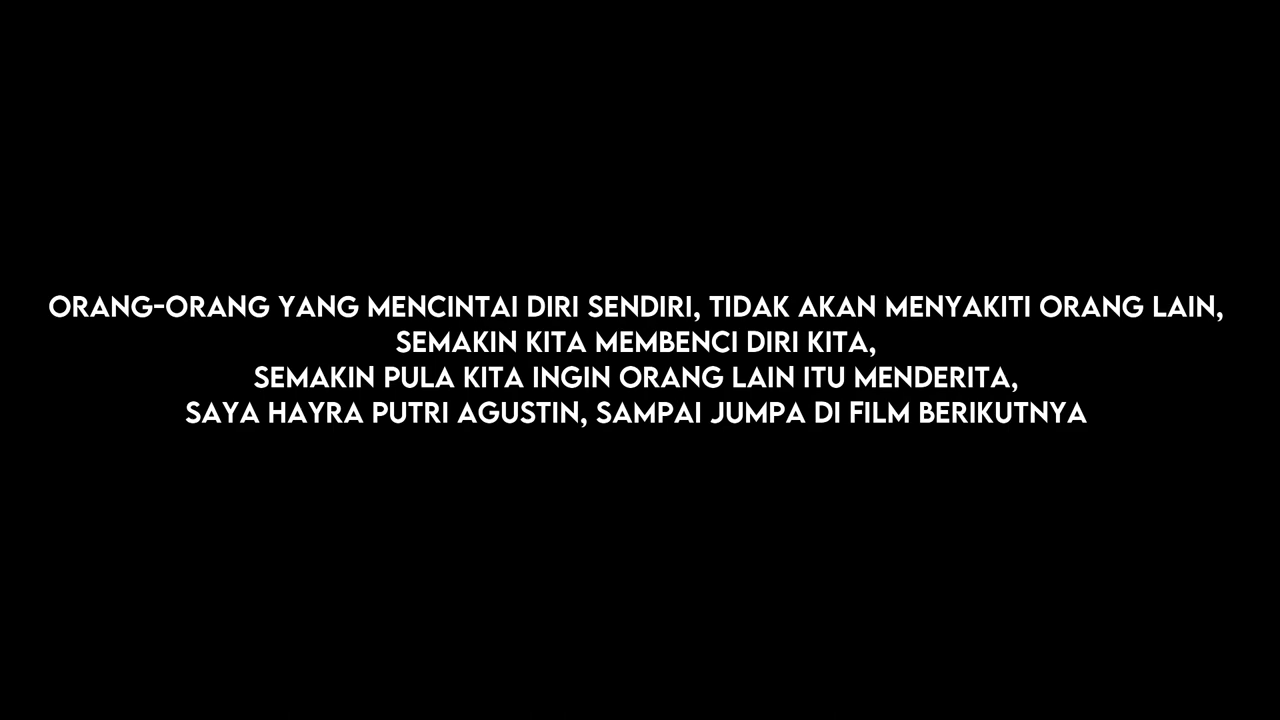 ORANG-ORANG YANG MENCINTAI DIRI SENDIRI, TIDAK AKAN MENYAKITI ORANG LAIN,
SEMAKIN KITA MEMBENCI DIRI KITA,
SEMAKIN PULA KITA INGIN ORANG LAIN ITU MENDERITA,
SAYA HAYRA PUTRI AGUSTIN, SAMPAI JUMPA DI FILM BERIKUTNYA